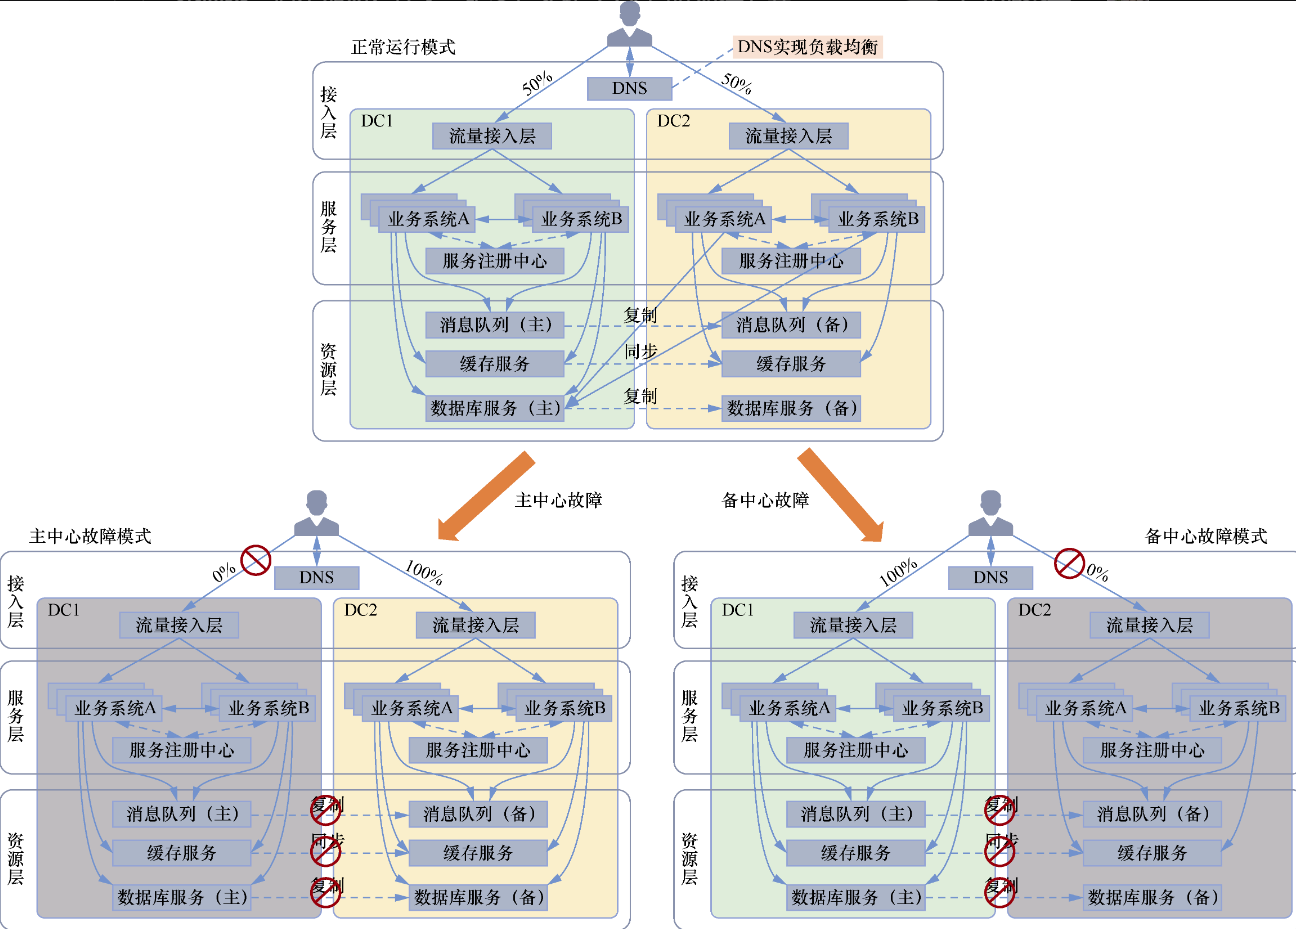 正常运行模式
DNS实现负载均衡
DNS
50%
50%
接入层
DC1
流量接入层
DC2
流量接入层
服务层
业务系统A
业务系统B
服务注册中心
业务系统A
业务系统B
服务注册中心
资源层
消息队列（主）
复制
消息队列（备）
缓存服务
同步
缓存服务
数据库服务（主）
复制
数据库服务（备）
主中心故障
备中心故障
主中心故障模式
0%
DNS
100%
接入层
DC1
流量接入层
DC2
流量接入层
服务层
业务系统A
业务系统B
服务注册中心
业务系统A
业务系统B
服务注册中心
资源层
消息队列（主）
复制
消息队列（备）
缓存服务
同步
缓存服务
数据库服务（主）
复制
数据库服务（备）
备中心故障模式
100%
DNS
0%
接入层
DC1
流量接入层
DC2
流量接入层
服务层
业务系统A
业务系统B
服务注册中心
业务系统A
业务系统B
服务注册中心
资源层
消息队列（主）
复制
消息队列（备）
缓存服务
同步
缓存服务
数据库服务（主）
复制
数据库服务（备）